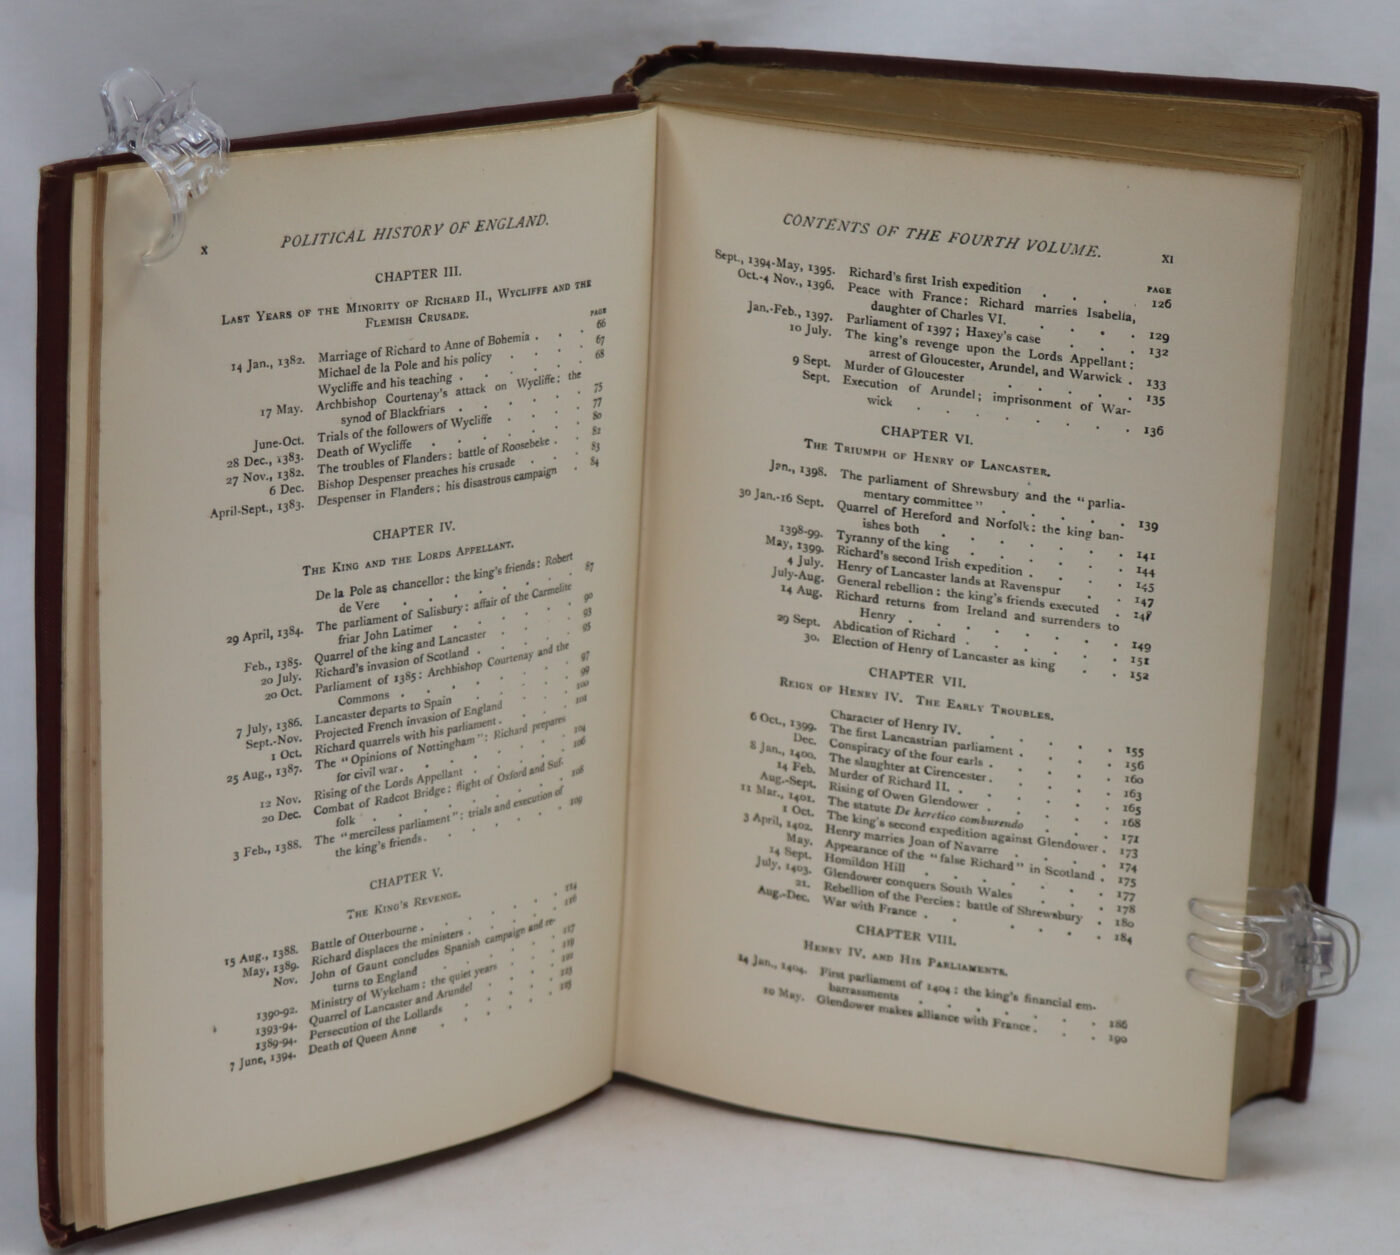 x
POLITICAL HISTORY OF ENGLAND.
CHAPTER III.
LAST YEARS OF THE MINORITY OF RICHARD II., WYCLIFFE AND THE
FLEMISH CRUSADE.
PAGE
14 Jan., 1382. Marriage of Richard to Anne of Bohemia . . . 66
Michael de la Pole and his policy . . . . 67
Wycliffe and his teaching . . . . . 68
17 May. Archbishop Courtenay's attack on Wycliffe; the
synod of Blackfriars . . . . . . 75
June-Oct. Trials of the followers of Wycliffe . . . . 77
28 Dec., 1383. Death of Wycliffe . . . . . . 80
27 Nov., 1382. The troubles of Flanders: battle of Roosebeke . . 81
6 Dec. Bishop Despenser preaches his crusade . . . 83
April-Sept., 1383. Despenser in Flanders; his disastrous campaign . 84
CHAPTER IV.
THE KING AND THE LORDS APPELLANT.
De la Pole as chancellor: the king's friends: Robert
de Vere . . . . . . . 87
29 April, 1384. The parliament of Salisbury: affair of the Carmelite
friar John Latimer . . . . . . 90
Feb., 1385. Quarrel of the king and Lancaster . . . . 93
20 July. Richard's invasion of Scotland . . . . . 95
20 Oct. Parliament of 1385: Archbishop Courtenay and the
Commons . . . . . . . 97
7 July, 1386. Lancaster departs to Spain . . . . . 99
Sept.-Nov. Projected French invasion of England . . . 100
1 Oct. Richard quarrels with his parliament . . . . 101
25 Aug., 1387. The "Opinions of Nottingham": Richard prepares
for civil war . . . . . . . 104
12 Nov. Rising of the Lords Appellant . . . . . 106
20 Dec. Combat of Radcot Bridge; flight of Oxford and Suf-
folk . . . . . . . . 108
3 Feb., 1388. The "merciless parliament"; trials and execution of
the king's friends . . . . . . 109
CHAPTER V.
THE KING'S REVENGE.
15 Aug., 1388. Battle of Otterbourne . . . . . . 114
May, 1389. Richard displaces the ministers . . . . . 116
Nov. John of Gaunt concludes Spanish campaign and re-
turns to England . . . . . . 117
1390-92. Ministry of Wykeham: the quiet years . . . 119
1393-94. Quarrel of Lancaster and Arundel . . . . 121
1389-94. Persecution of the Lollards . . . . . 123
7 June, 1394. Death of Queen Anne . . . . . . 125
CONTENTS OF THE FOURTH VOLUME.
XI
PAGE
Sept., 1394-May, 1395. Richard's first Irish expedition . . . . 126
Oct.-4 Nov., 1396. Peace with France: Richard marries Isabella,
daughter of Charles VI. . . . . . 129
Jan.-Feb., 1397. Parliament of 1397; Haxey's case . . . 132
10 July. The king's revenge upon the Lords Appellant:
arrest of Gloucester, Arundel, and Warwick . 133
9 Sept. Murder of Gloucester . . . . . . 135
Sept. Execution of Arundel; imprisonment of War-
wick . . . . . . . . 136
CHAPTER VI.
THE TRIUMPH OF HENRY OF LANCASTER.
Jan., 1398. The parliament of Shrewsbury and the "parlia-
mentary committee" . . . . . . 139
30 Jan.-16 Sept. Quarrel of Hereford and Norfolk: the king ban-
ishes both . . . . . . . 141
1398-99. Tyranny of the king . . . . . . 144
May, 1399. Richard's second Irish expedition . . . . 145
4 July. Henry of Lancaster lands at Ravenspur . . 147
July-Aug. General rebellion: the king's friends executed . 148
14 Aug. Richard returns from Ireland and surrenders to
Henry . . . . . . . . 149
29 Sept. Abdication of Richard . . . . . . 151
30. Election of Henry of Lancaster as king . . 152
CHAPTER VII.
REIGN OF HENRY IV. THE EARLY TROUBLES.
Character of Henry IV. . . . . . 155
6 Oct., 1399. The first Lancastrian parliament . . . . 156
Dec. Conspiracy of the four earls . . . . . 160
8 Jan., 1400. The slaughter at Cirencester . . . . . 163
14 Feb. Murder of Richard II. . . . . . . 165
Aug.-Sept. Rising of Owen Glendower . . . . . 168
11 Mar., 1401. The statute De heretico comburendo . . . 171
1 Oct. The king's second expedition against Glendower . 173
3 April, 1402. Henry marries Joan of Navarre . . . . 174
May. Appearance of the "false Richard" in Scotland . 175
14 Sept. Homildon Hill . . . . . . . 177
July, 1403. Glendower conquers South Wales . . . . 178
21. Rebellion of the Percies: battle of Shrewsbury . 180
Aug.-Dec. War with France . . . . . . . 184
CHAPTER VIII.
HENRY IV. AND HIS PARLIAMENTS.
14 Jan., 1404. First parliament of 1404; the king's financial em-
barrassments . . . . . . . 186
10 May. Glendower makes alliance with France . . . 190